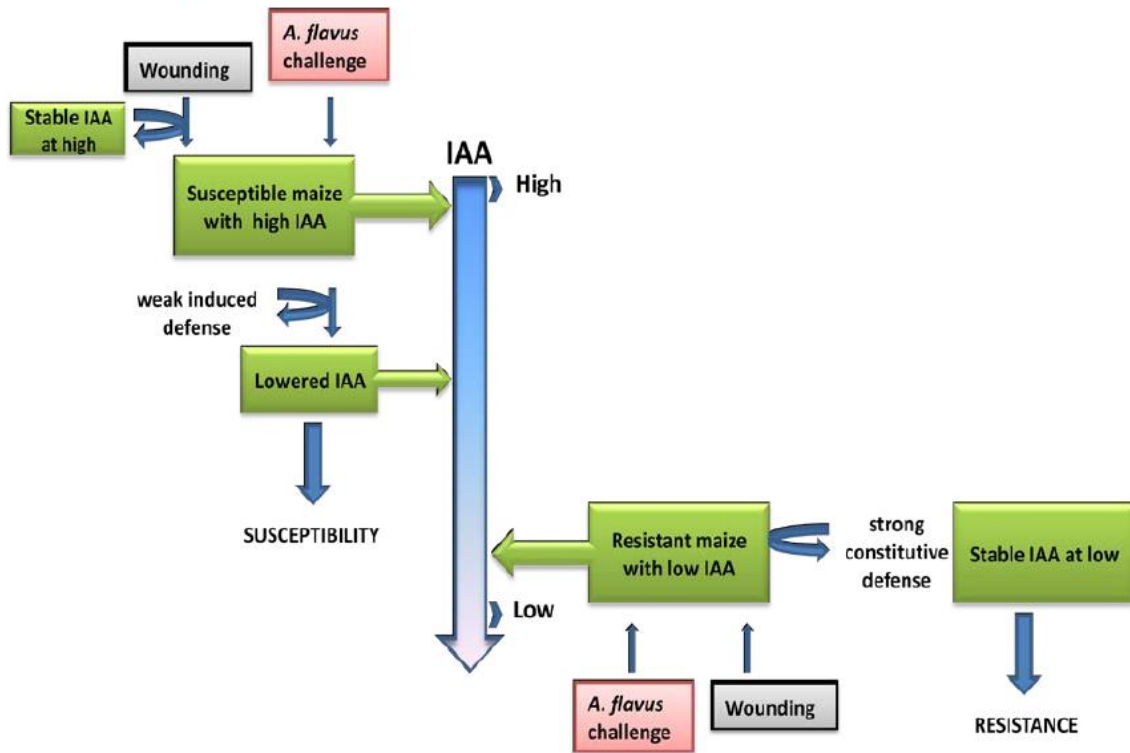 A. flavus
challenge
Wounding
Stable IAA
at high
IAA
High
Susceptible maize
with high IAA
weak induced
defense
Lowered IAA
SUSCEPTIBILITY
Resistant maize
with low IAA
strong
constitutive
defense
Stable IAA at low
Low
A. flavus
challenge
Wounding
RESISTANCE